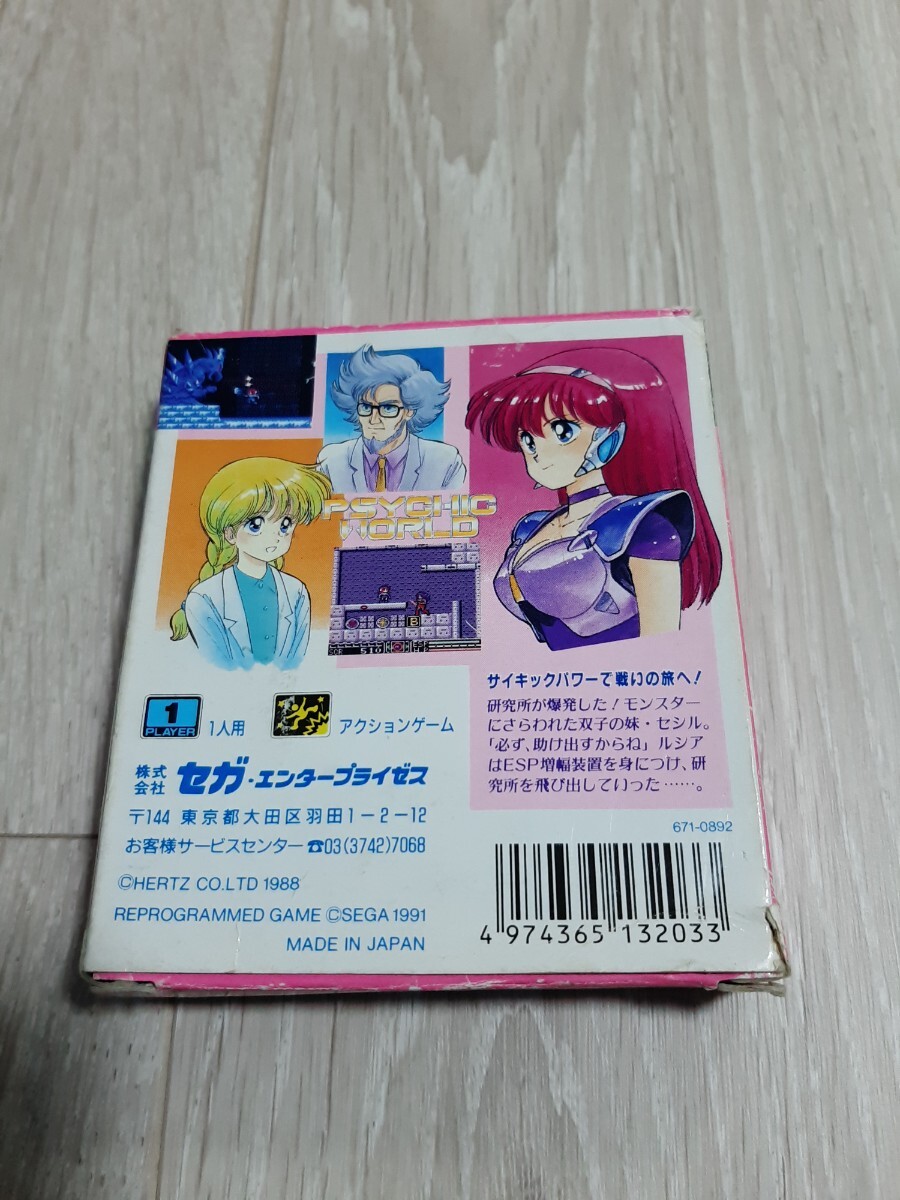 PSYCHIC
WORLD
B
510
サイキックパワーで戦いの旅へ!
研究所が爆発した!モンスター
にさらわれた双子の妹・セシル。
「必ず、助け出すからね」ルシア
はESP増幅装置を身につけ、研
究所を飛び出していった……。
1
PLAYER
1人用
アクションゲーム
株式
会社
セガ・エンタープライゼス
〒144 東京都大田区羽田1-2-12
お客様サービスセンター☎03(3742)7068
©HERTZ CO.LTD 1988
REPROGRAMMED GAME ©SEGA 1991
MADE IN JAPAN
671-0892
4 974365 132033